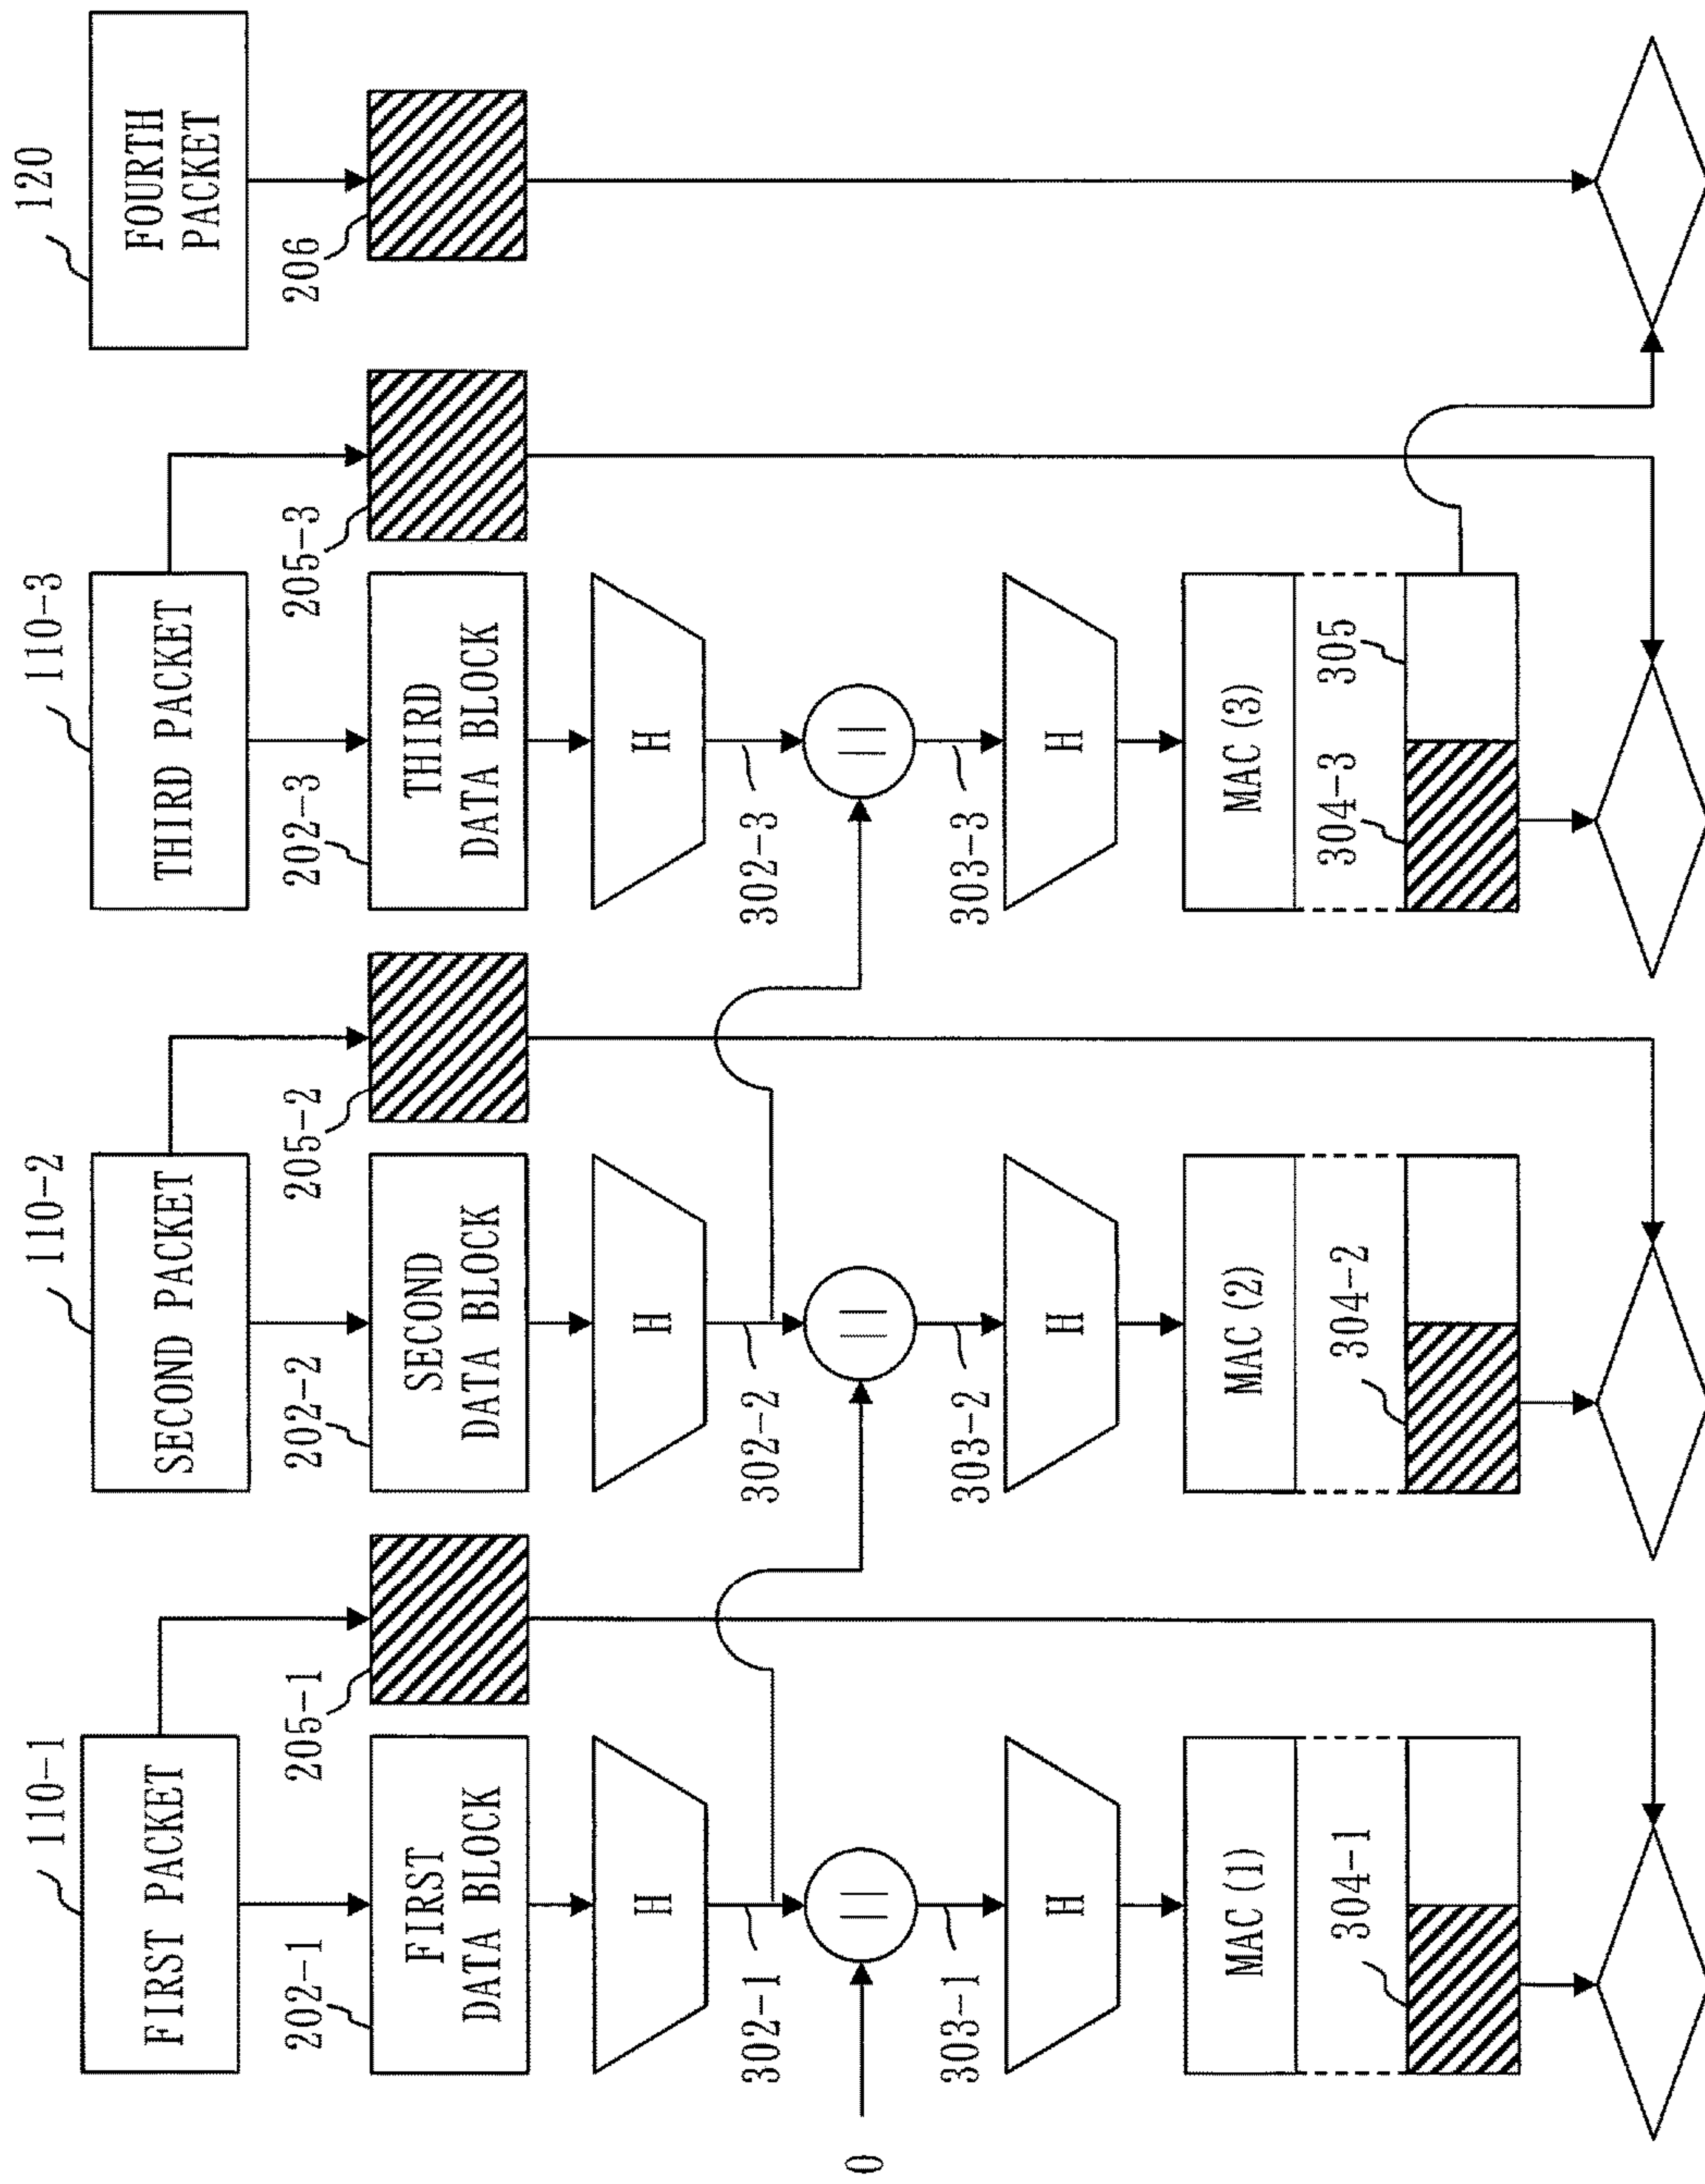 110-1
FIRST PACKET
110-2
SECOND PACKET
110-3
THIRD PACKET
120
FOURTH
PACKET
202-1
205-1
202-2
205-2
202-3
205-3
206
FIRST
DATA BLOCK
SECOND
DATA BLOCK
THIRD
DATA BLOCK
H
H
H
302-1
302-2
302-3
0
||
||
||
303-1
303-2
303-3
H
H
H
MAC (1)
MAC (2)
MAC (3)
304-1
304-2
304-3
305